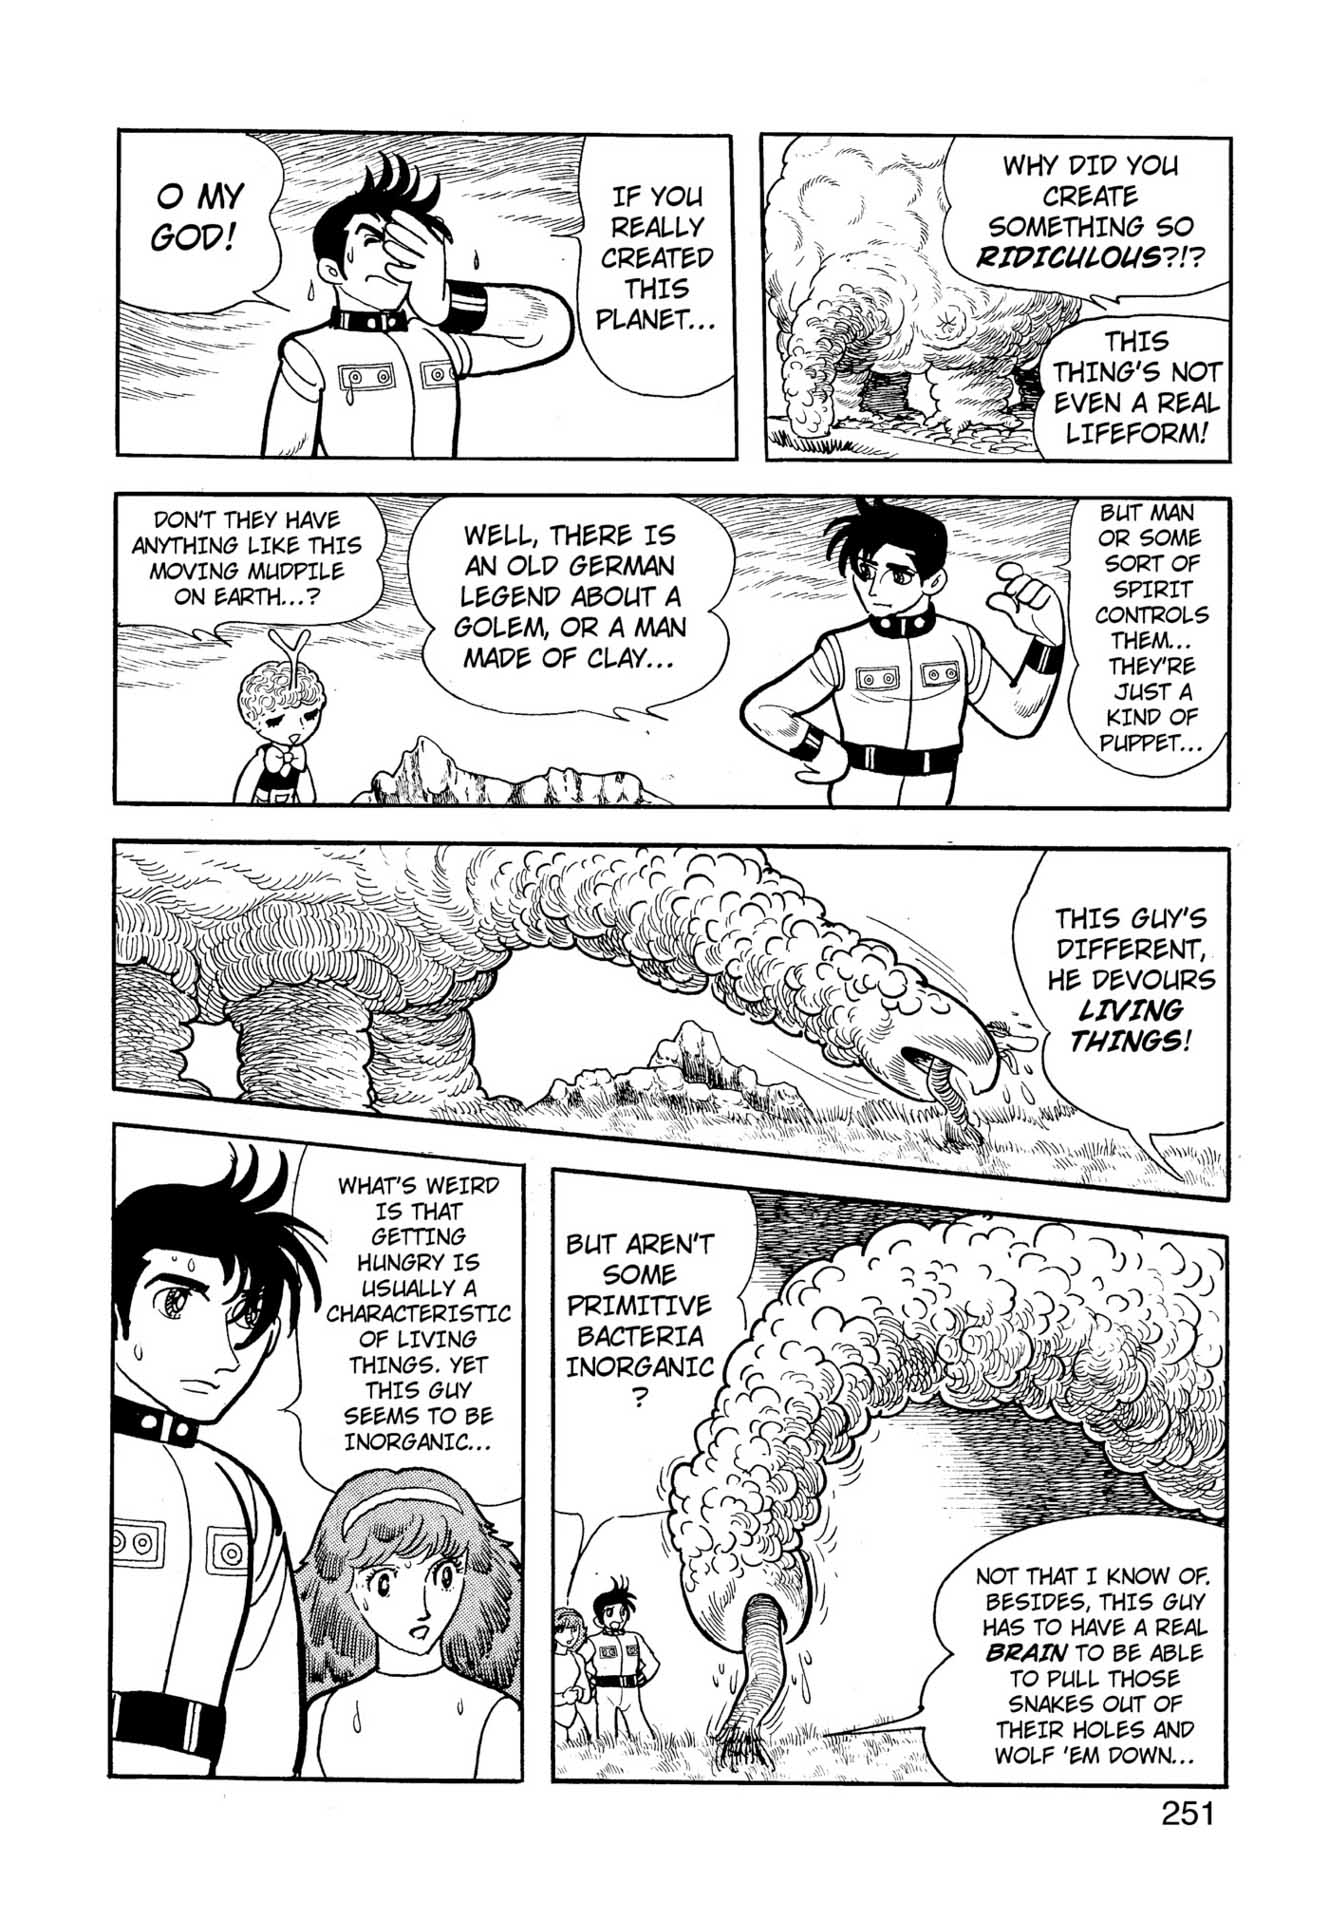 O MY
GOD!
IF YOU
REALLY
CREATED
THIS
PLANET...
WHY DID YOU
CREATE
SOMETHING SO
RIDICULOUS?!?
THIS
THING'S NOT
EVEN A REAL
LIFEFORM!
DON'T THEY HAVE
ANYTHING LIKE THIS
MOVING MUDPILE
ON EARTH...?
WELL, THERE IS
AN OLD GERMAN
LEGEND ABOUT A
GOLEM, OR A MAN
MADE OF CLAY...
BUT MAN
OR SOME
SORT OF
SPIRIT
CONTROLS
THEM...
THEY'RE
JUST A
KIND OF
PUPPET...
THIS GUY'S
DIFFERENT,
HE DEVOURS
LIVING
THINGS!
WHAT'S WEIRD
IS THAT
GETTING
HUNGRY IS
USUALLY A
CHARACTERISTIC
OF LIVING
THINGS. YET
THIS GUY
SEEMS TO BE
INORGANIC...
BUT AREN'T
SOME
PRIMITIVE
BACTERIA
INORGANIC
?
NOT THAT I KNOW OF.
BESIDES, THIS GUY
HAS TO HAVE A REAL
BRAIN TO BE ABLE
TO PULL THOSE
SNAKES OUT OF
THEIR HOLES AND
WOLF 'EM DOWN...
251